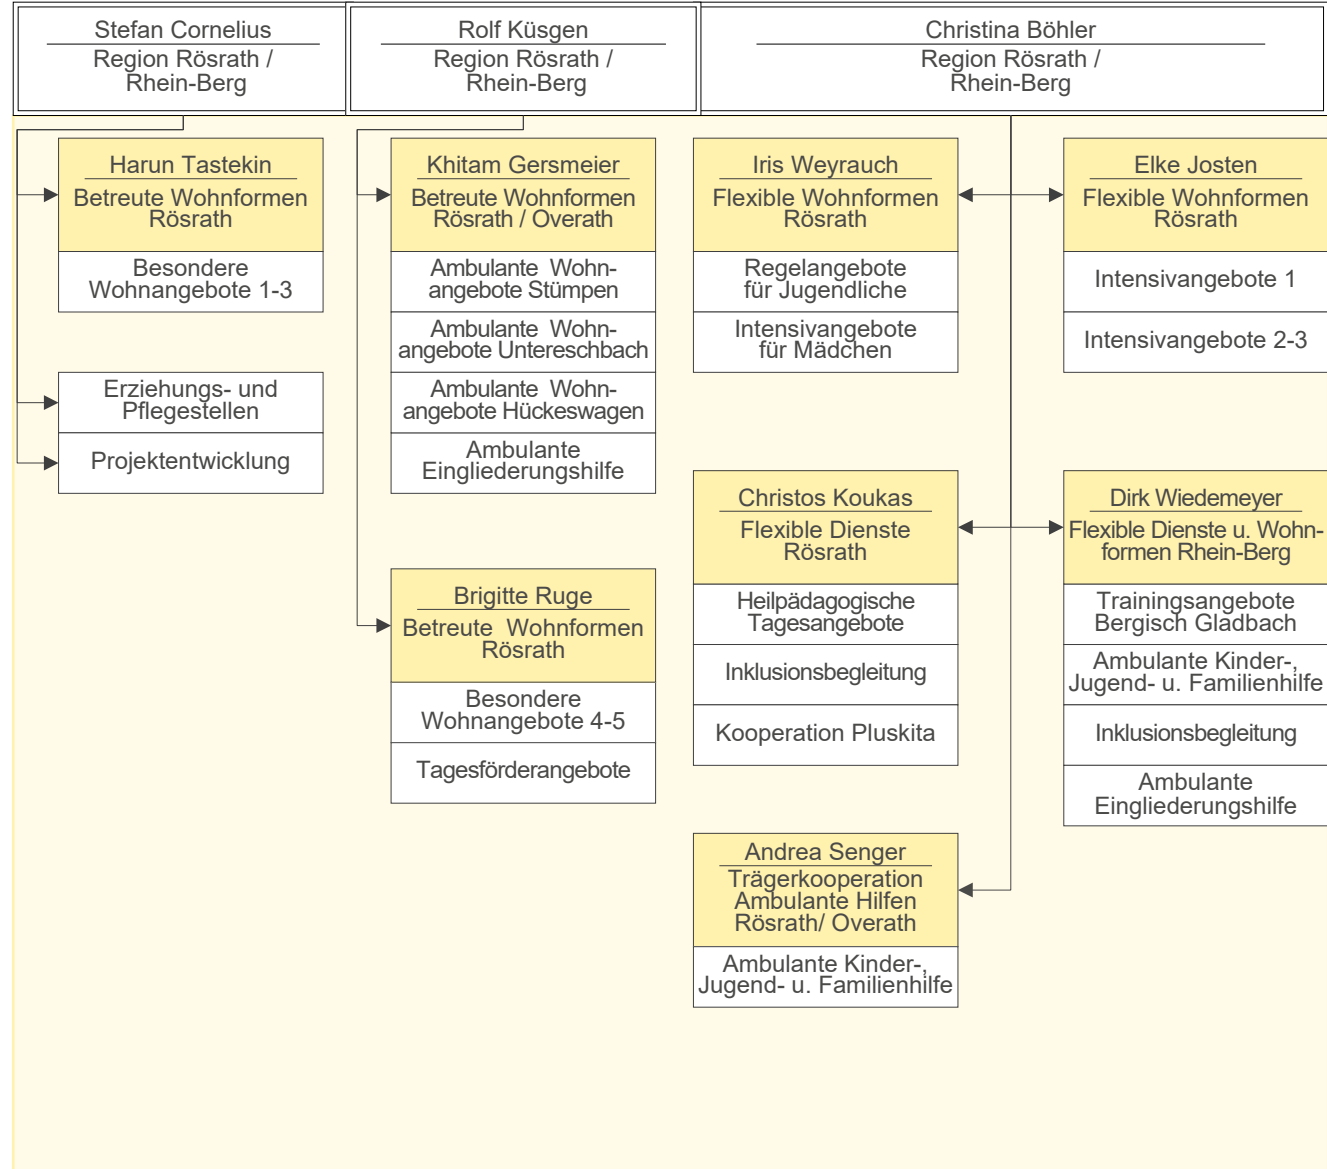 Stefan Cornelius
Region Rösrath /
Rhein-Berg
Rolf Küsgen
Region Rösrath /
Rhein-Berg
Christina Böhler
Region Rösrath /
Rhein-Berg
Harun Tastekin
Betreute Wohnformen
Rösrath
Besondere
Wohnangebote 1-3
Erziehungs- und
Pflegestellen
Projektentwicklung
Khitam Gersmeier
Betreute Wohnformen
Rösrath / Overath
Ambulante Wohn-
angebote Stümpen
Ambulante Wohn-
angebote Untereschbach
Ambulante Wohn-
angebote Hückeswagen
Ambulante
Eingliederungshilfe
Brigitte Ruge
Betreute Wohnformen
Rösrath
Besondere
Wohnangebote 4-5
Tagesförderangebote
Iris Weyrauch
Flexible Wohnformen
Rösrath
Regelangebote
für Jugendliche
Intensivangebote
für Mädchen
Elke Josten
Flexible Wohnformen
Rösrath
Intensivangebote 1
Intensivangebote 2-3
Christos Koukas
Flexible Dienste
Rösrath
Heilpädagogische
Tagesangebote
Inklusionsbegleitung
Kooperation Pluskita
Dirk Wiedemeyer
Flexible Dienste u. Wohn-
formen Rhein-Berg
Trainingsangebote
Bergisch Gladbach
Ambulante Kinder-,
Jugend- u. Familienhilfe
Inklusionsbegleitung
Ambulante
Eingliederungshilfe
Andrea Senger
Trägerkooperation
Ambulante Hilfen
Rösrath/ Overath
Ambulante Kinder-,
Jugend- u. Familienhilfe